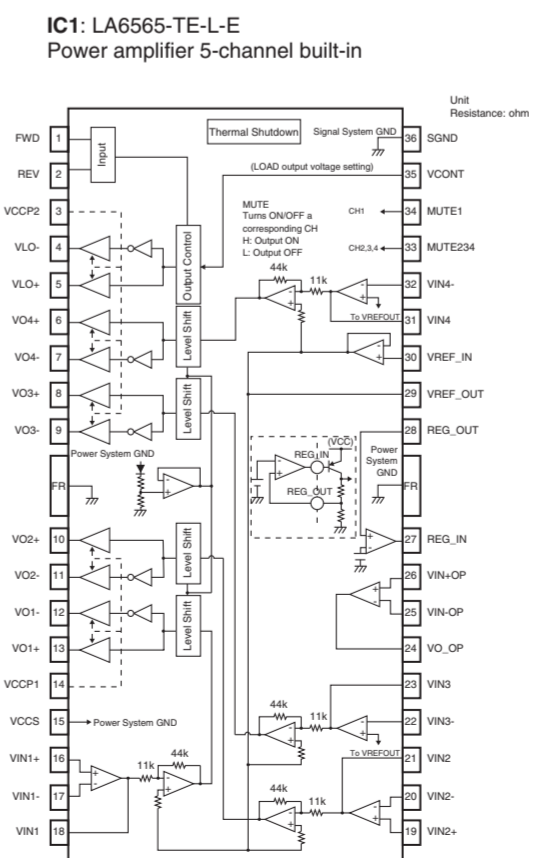 IC1: LA6565-TE-L-E
Power amplifier 5-channel built-in
Unit
Resistance: ohm
FWD 1
REV 2
VCCP2 3
VLO- 4
VLO+ 5
VO4+ 6
VO4- 7
VO3+ 8
VO3- 9
FR
VO2+ 10
VO2- 11
VO1- 12
VO1+ 13
VCCP1 14
VCCS 15
VIN1+ 16
VIN1- 17
VIN1 18
Input
Output Control
Level Shift
Level Shift
Power System GND
Level Shift
Level Shift
Power System GND
11k
44k
+
-
Thermal Shutdown
Signal System GND
(LOAD output voltage setting)
MUTE
Turns ON/OFF a
corresponding CH
H: Output ON
L: Output OFF
CH1
CH2,3,4
44k
11k
To VREFOUT
(VCC)
REG_IN
REG_OUT
Power
System
GND
44k
11k
To VREFOUT
44k
11k
36 SGND
35 VCONT
34 MUTE1
33 MUTE234
32 VIN4-
31 VIN4
30 VREF_IN
29 VREF_OUT
28 REG_OUT
FR
27 REG_IN
26 VIN+OP
25 VIN-OP
24 VO_OP
23 VIN3
22 VIN3-
21 VIN2
20 VIN2-
19 VIN2+